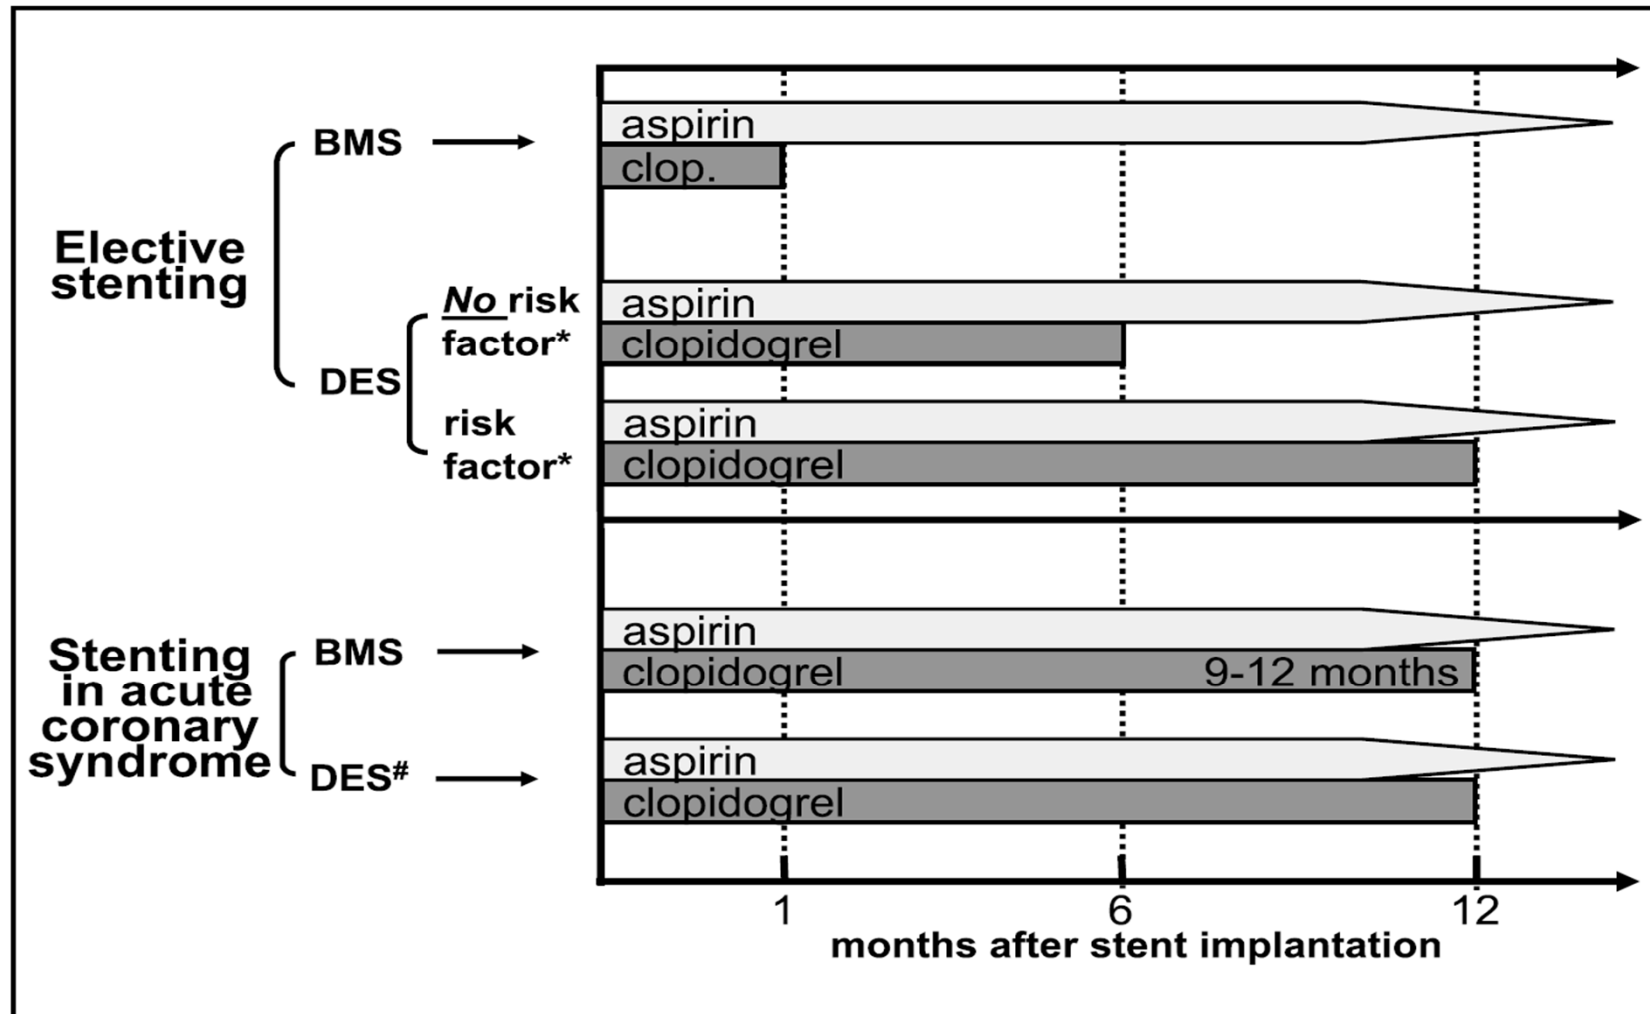 BMS
aspirin
clop.
Elective
stenting
No risk
factor*
aspirin
clopidogrel
DES
risk
factor*
aspirin
clopidogrel
Stenting
in acute
coronary
syndrome
BMS
aspirin
clopidogrel 9-12 months
DES#
aspirin
clopidogrel
1 6 12
months after stent implantation